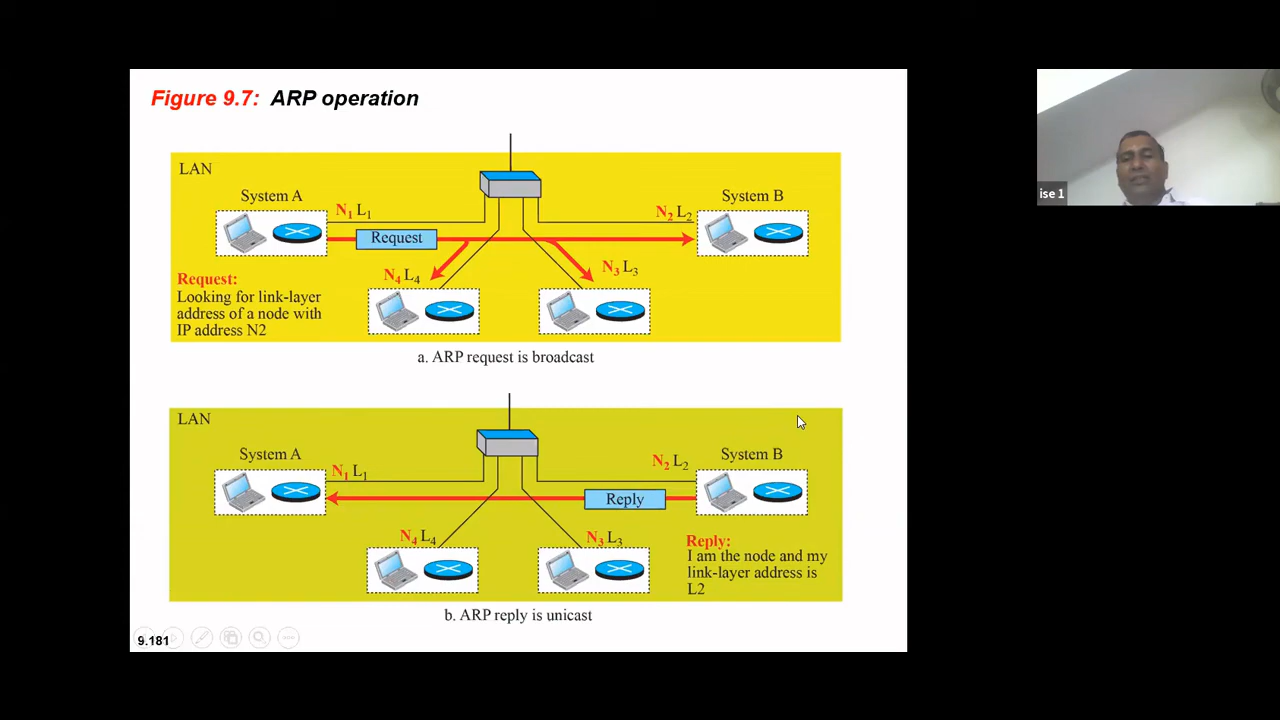 Figure 9.7: ARP operation
LAN
System A
System B
N1 L1
N2 L2
Request
N4 L4
N3 L3
Request:
Looking for link-layer
address of a node with
IP address N2
a. ARP request is broadcast
LAN
System A
System B
N1 L1
N2 L2
Reply
N4 L4
N3 L3
Reply:
I am the node and my
link-layer address is
L2
b. ARP reply is unicast
9.181
ise 1